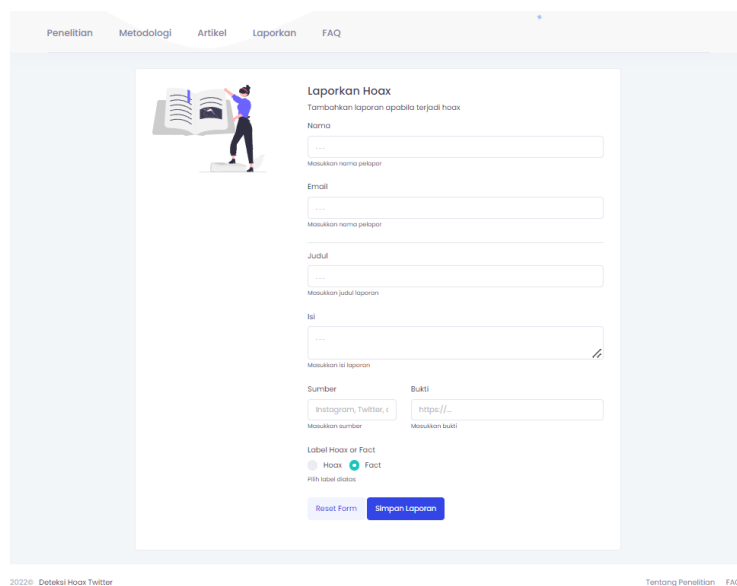 Penelitian Metodologi Artikel Laporkan FAQ
Laporkan Hoax
Tambahkan laporan apabila terjadi hoax
Nama
...
Masukkan nama pelapor
Email
...
Masukkan nama pelapor
Judul
...
Masukkan judul laporan
Isi
...
Masukkan isi laporan
Sumber Bukti
Instagram, Twitter, https://...
Masukkan sumber Masukkan bukti
Label Hoax or Fact
Hoax Fact
Pilih label diatas
Reset Form Simpan Laporan
2022© Deteksi Hoax Twitter Tentang Penelitian FAQ